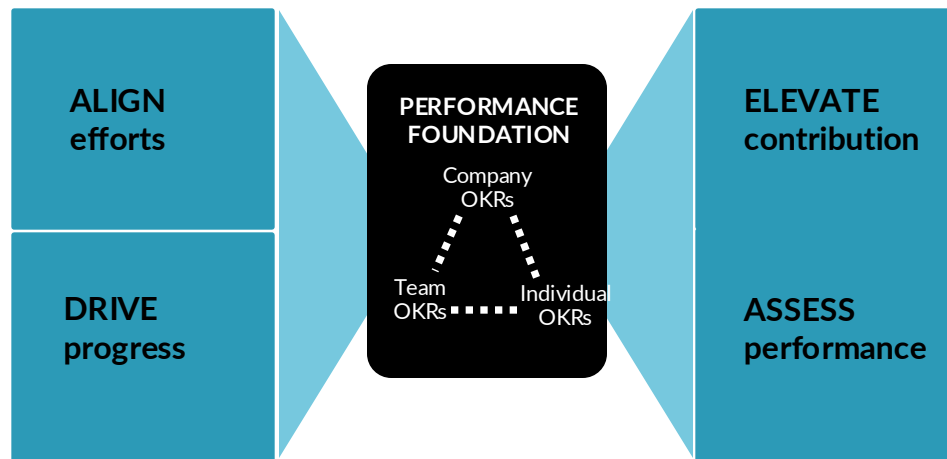 ALIGN
efforts
DRIVE
progress
PERFORMANCE
FOUNDATION
Company
OKRs
Team
OKRs
Individual
OKRs
ELEVATE
contribution
ASSESS
performance